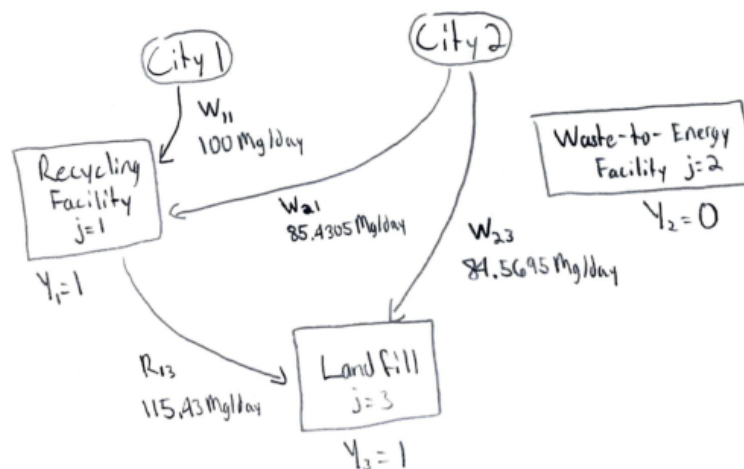 City 1
City 2
W11
100 Mg/day
Recycling
Facility
j=1
Y1=1
W21
85.4305 Mg/day
Waste-to-Energy
Facility j=2
Y2=0
W23
84.5695 Mg/day
R13
115.43 Mg/day
Landfill
j=3
Y3=1